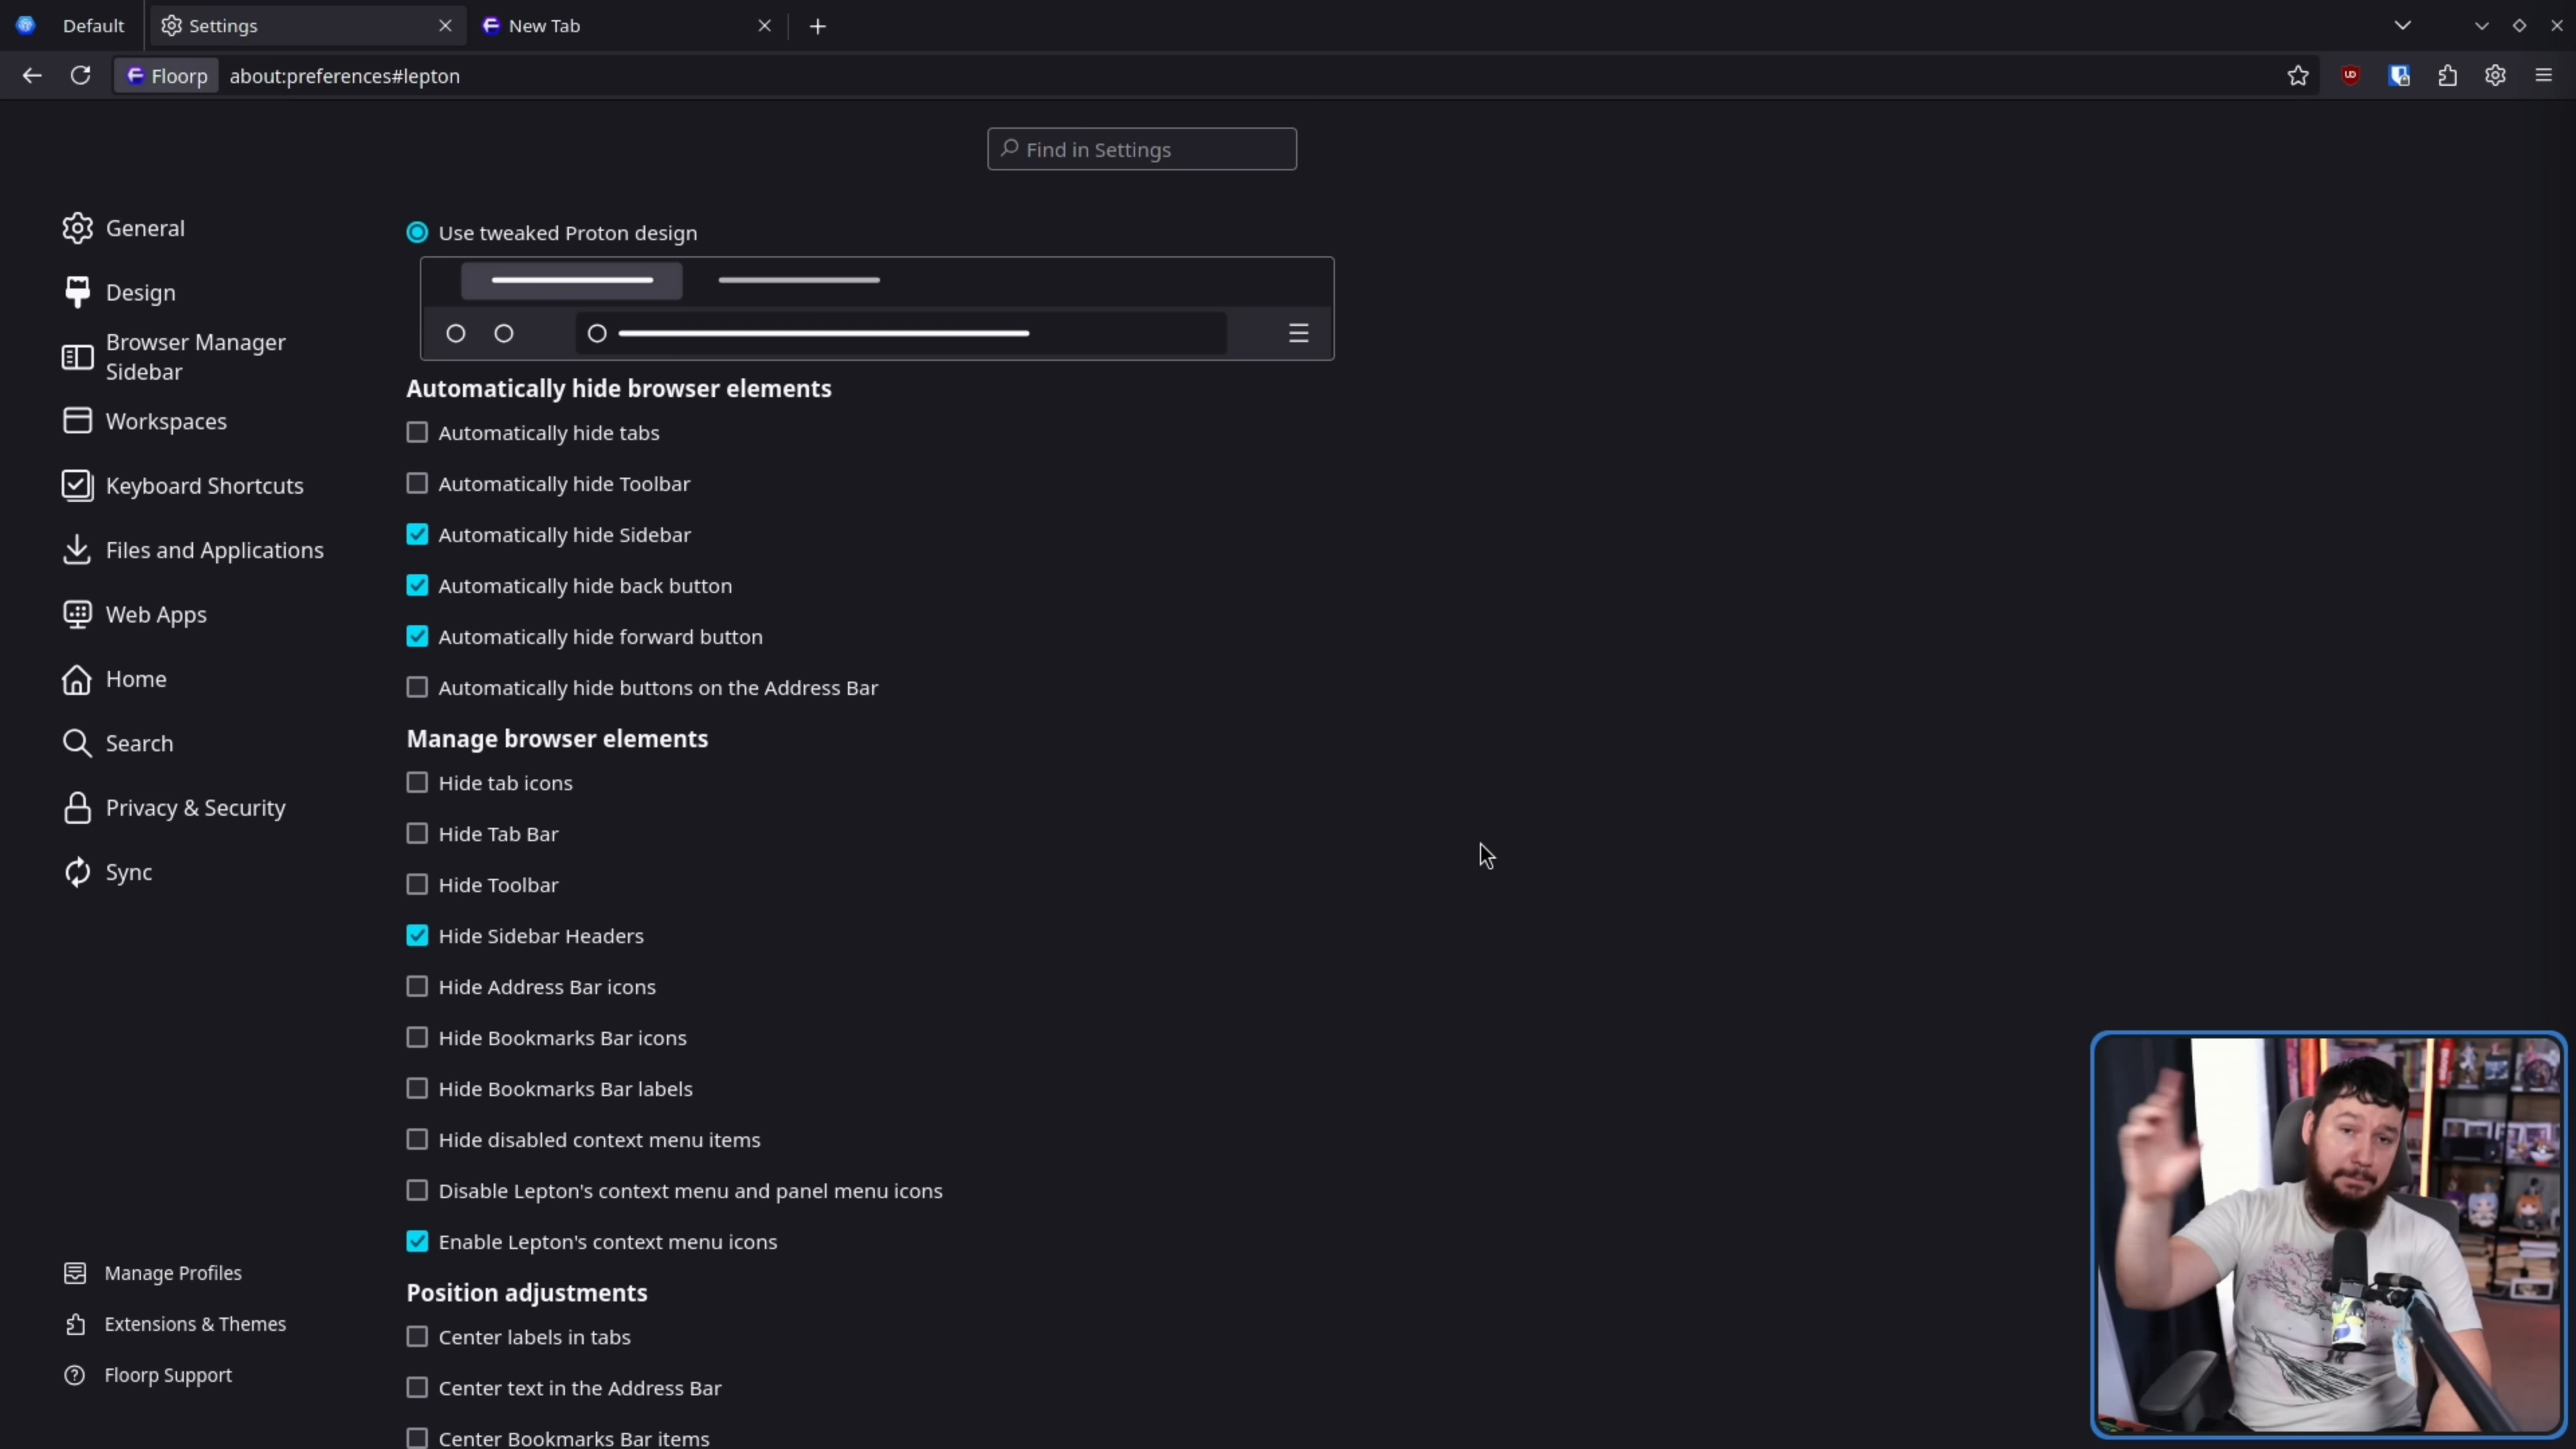 Default
Settings
New Tab
Floorp
about:preferences#lepton
Find in Settings
General
Design
Browser Manager
Sidebar
Workspaces
Keyboard Shortcuts
Files and Applications
Web Apps
Home
Search
Privacy & Security
Sync
Manage Profiles
Extensions & Themes
Floorp Support
Use tweaked Proton design
Automatically hide browser elements
Automatically hide tabs
Automatically hide Toolbar
Automatically hide Sidebar
Automatically hide back button
Automatically hide forward button
Automatically hide buttons on the Address Bar
Manage browser elements
Hide tab icons
Hide Tab Bar
Hide Toolbar
Hide Sidebar Headers
Hide Address Bar icons
Hide Bookmarks Bar icons
Hide Bookmarks Bar labels
Hide disabled context menu items
Disable Lepton's context menu and panel menu icons
Enable Lepton's context menu icons
Position adjustments
Center labels in tabs
Center text in the Address Bar
Center Bookmarks Bar items